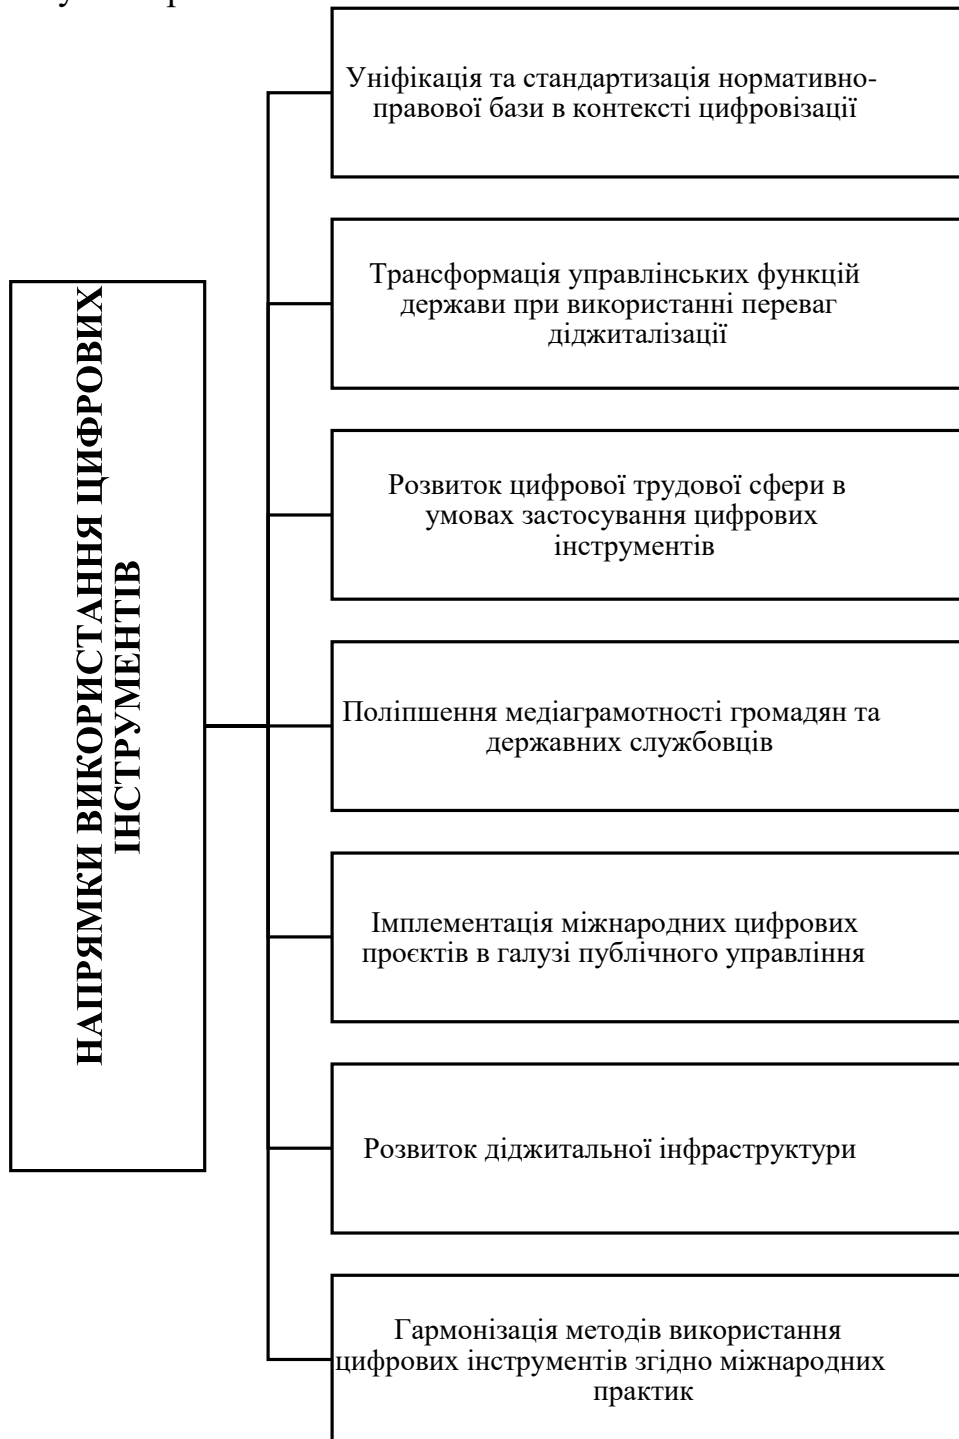 НАПРЯМКИ ВИКОРИСТАННЯ ЦИФРОВИХ
ІНСТРУМЕНТІВ
Уніфікація та стандартизація нормативно-
правової бази в контексті цифровізації
Трансформація управлінських функцій
держави при використанні переваг
діджиталізації
Розвиток цифрової трудової сфери в
умовах застосування цифрових
інструментів
Поліпшення медіаграмотності громадян та
державних службовців
Імплементація міжнародних цифрових
проєктів в галузі публічного управління
Розвиток діджитальної інфраструктури
Гармонізація методів використання
цифрових інструментів згідно міжнародних
практик